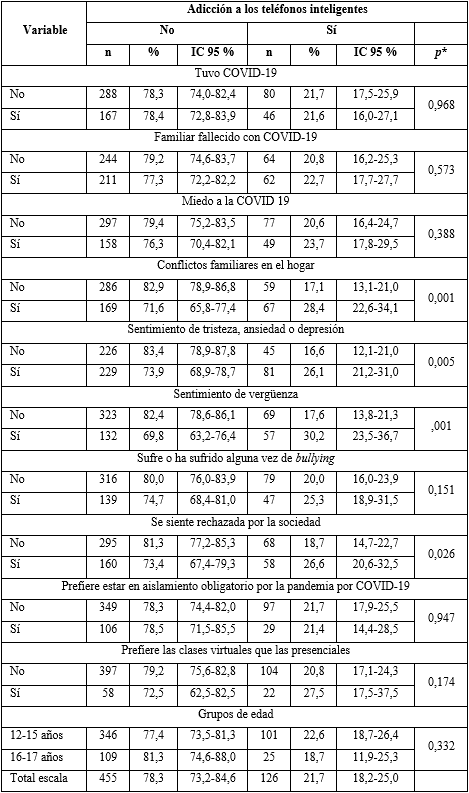 Variable Adicción a los teléfonos inteligentes
No Sí p*
n % IC 95 % n % IC 95 %
Tuvo COVID-19
No 288 78,3 74,0-82,4 80 21,7 17,5-25,9 0,968
Sí 167 78,4 72,8-83,9 46 21,6 16,0-27,1
Familiar fallecido con COVID-19
No 244 79,2 74,6-83,7 64 20,8 16,2-25,3 0,573
Sí 211 77,3 72,2-82,2 62 22,7 17,7-27,7
Miedo a la COVID 19
No 297 79,4 75,2-83,5 77 20,6 16,4-24,7 0,388
Sí 158 76,3 70,4-82,1 49 23,7 17,8-29,5
Conflictos familiares en el hogar
No 286 82,9 78,9-86,8 59 17,1 13,1-21,0 0,001
Sí 169 71,6 65,8-77,4 67 28,4 22,6-34,1
Sentimiento de tristeza, ansiedad o depresión
No 226 83,4 78,9-87,8 45 16,6 12,1-21,0 0,005
Sí 229 73,9 68,9-78,7 81 26,1 21,2-31,0
Sentimiento de vergüenza
No 323 82,4 78,6-86,1 69 17,6 13,8-21,3 ,001
Sí 132 69,8 63,2-76,4 57 30,2 23,5-36,7
Sufre o ha sufrido alguna vez de bullying
No 316 80,0 76,0-83,9 79 20,0 16,0-23,9 0,151
Sí 139 74,7 68,4-81,0 47 25,3 18,9-31,5
Se siente rechazada por la sociedad
No 295 81,3 77,2-85,3 68 18,7 14,7-22,7 0,026
Sí 160 73,4 67,4-79,3 58 26,6 20,6-32,5
Prefiere estar en aislamiento obligatorio por la pandemia por COVID-19
No 349 78,3 74,4-82,0 97 21,7 17,9-25,5 0,947
Sí 106 78,5 71,5-85,5 29 21,4 14,4-28,5
Prefiere las clases virtuales que las presenciales
No 397 79,2 75,6-82,8 104 20,8 17,1-24,3 0,174
Sí 58 72,5 62,5-82,5 22 27,5 17,5-37,5
Grupos de edad
12-15 años 346 77,4 73,5-81,3 101 22,6 18,7-26,4 0,332
16-17 años 109 81,3 74,6-88,0 25 18,7 11,9-25,3
Total escala 455 78,3 73,2-84,6 126 21,7 18,2-25,0